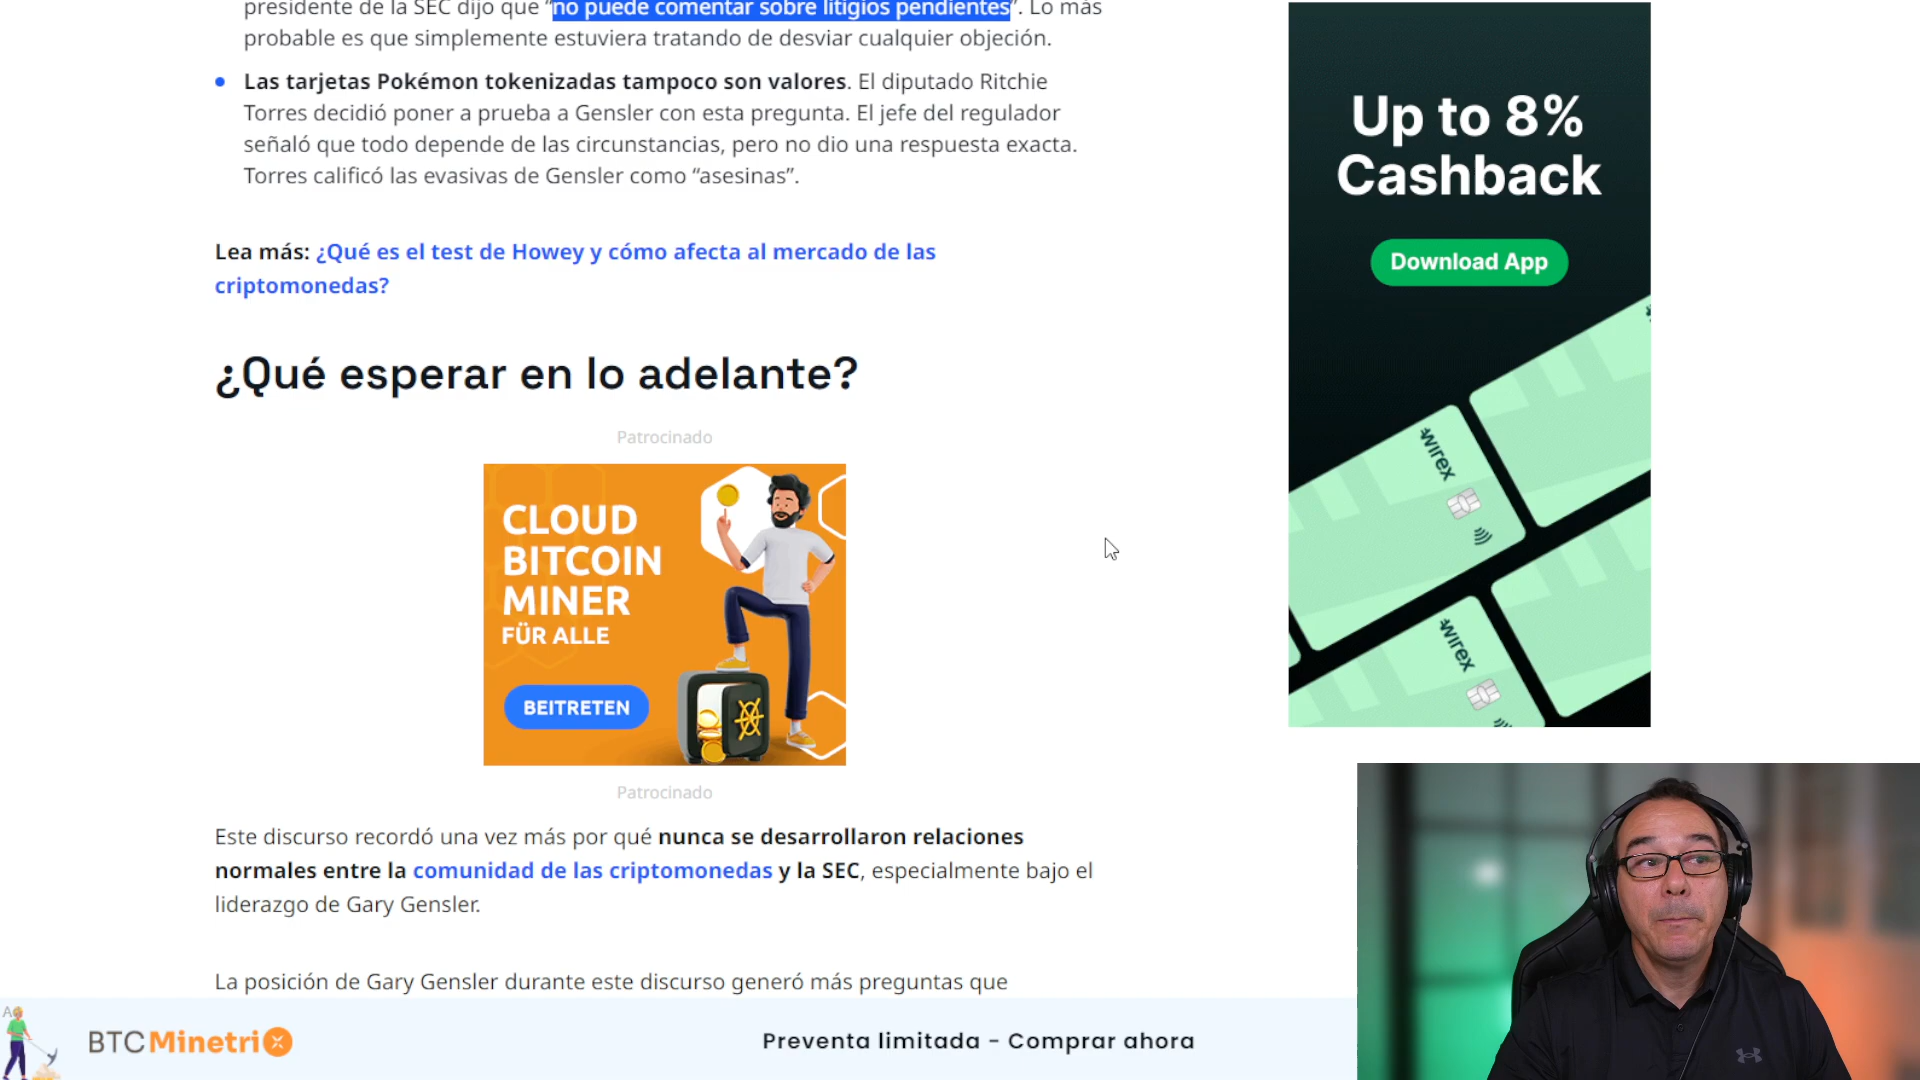 presidente de la SEC dijo que “no puede comentar sobre litigios pendientes”. Lo más
probable es que simplemente estuviera tratando de desviar cualquier objeción.
Las tarjetas Pokémon tokenizadas tampoco son valores. El diputado Ritchie
Torres decidió poner a prueba a Gensler con esta pregunta. El jefe del regulador
señaló que todo depende de las circunstancias, pero no dio una respuesta exacta.
Torres calificó las evasivas de Gensler como “asesinas”.
Lea más: ¿Qué es el test de Howey y cómo afecta al mercado de las
criptomonedas?
¿Qué esperar en lo adelante?
Patrocinado
CLOUD
BITCOIN
MINER
FÜR ALLE
BEITRETEN
Patrocinado
Este discurso recordó una vez más por qué nunca se desarrollaron relaciones
normales entre la comunidad de las criptomonedas y la SEC, especialmente bajo el
liderazgo de Gary Gensler.
La posición de Gary Gensler durante este discurso generó más preguntas que
Up to 8%
Cashback
Download App
wirex
wirex
BTC Minetrix
Preventa limitada - Comprar ahora